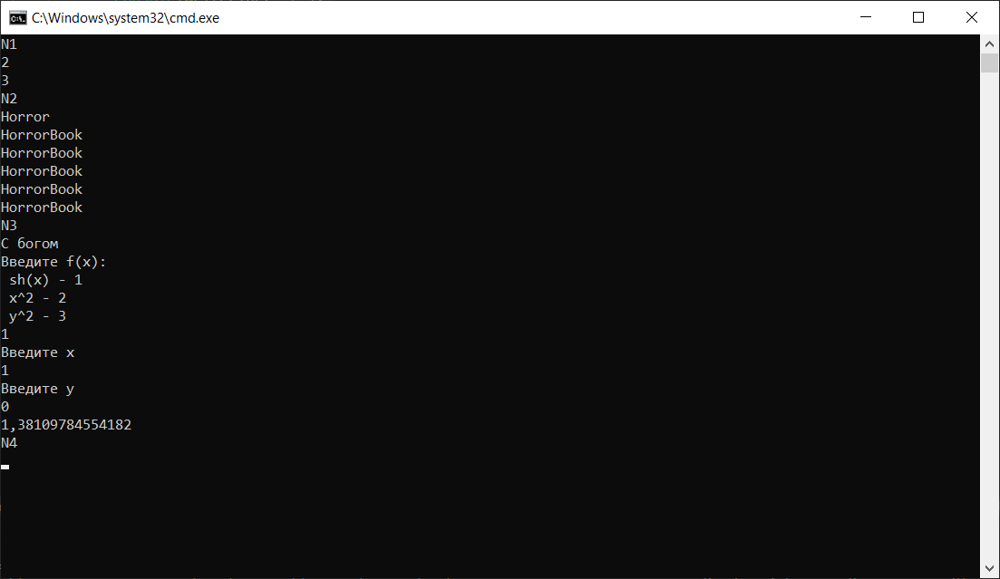 C:\Windows\system32\cmd.exe
N1
2
3
N2
Horror
HorrorBook
HorrorBook
HorrorBook
HorrorBook
HorrorBook
N3
С богом
Введите f(x):
 sh(x) - 1
 x^2 - 2
 y^2 - 3
1
Введите x
1
Введите y
0
1,38109784554182
N4